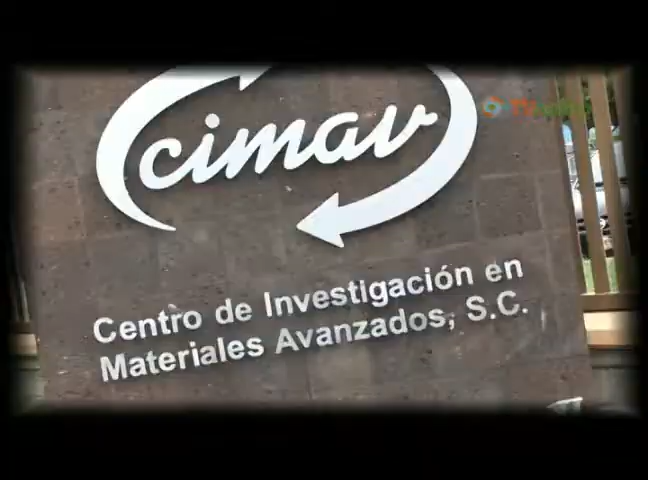 cimav
Centro de Investigación en
Materiales Avanzados, S.C.